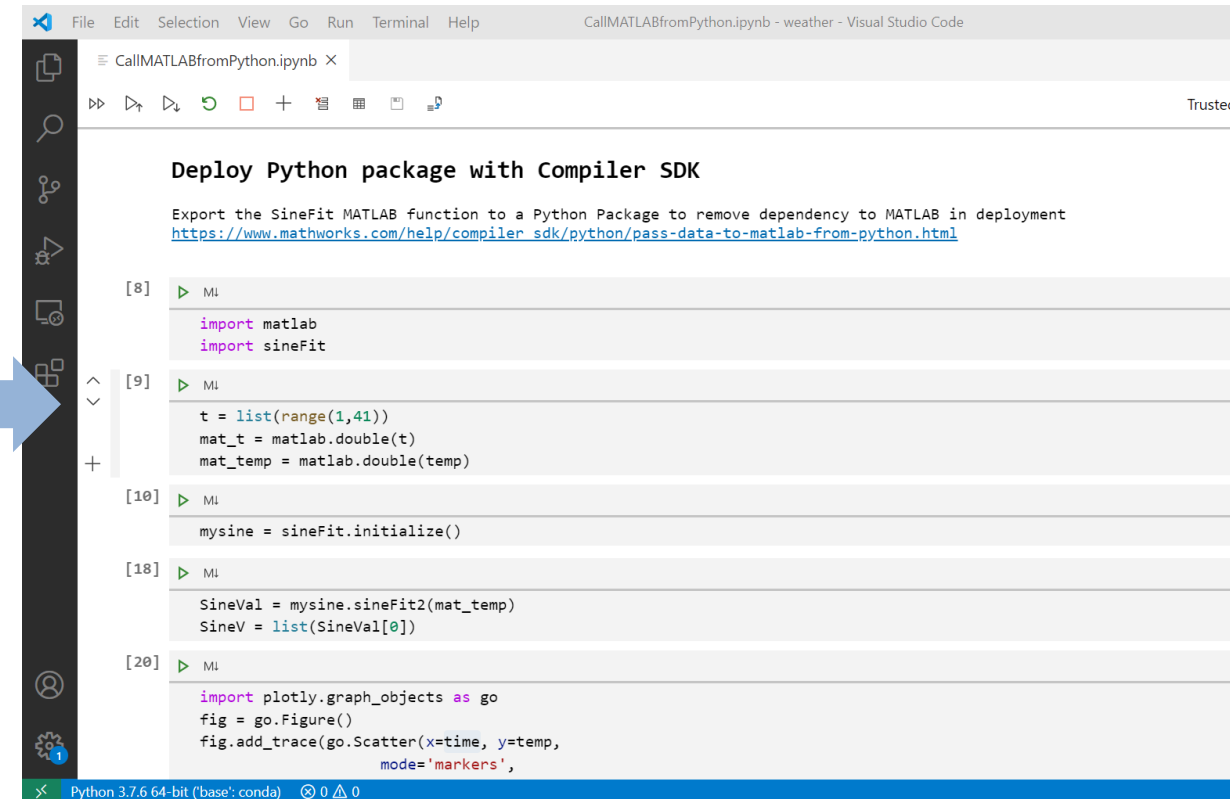 File Edit Selection View Go Run Terminal Help CallMATLABfromPython.ipynb - weather - Visual Studio Code
CallMATLABfromPython.ipynb
Trusted
Deploy Python package with Compiler SDK
Export the SineFit MATLAB function to a Python Package to remove dependency to MATLAB in deployment
https://www.mathworks.com/help/compiler_sdk/python/pass-data-to-matlab-from-python.html
[8] M↓
import matlab
import sineFit
[9] M↓
t = list(range(1,41))
mat_t = matlab.double(t)
mat_temp = matlab.double(temp)
[10] M↓
mysine = sineFit.initialize()
[18] M↓
SineVal = mysine.sineFit2(mat_temp)
SineV = list(SineVal[0])
[20] M↓
import plotly.graph_objects as go
fig = go.Figure()
fig.add_trace(go.Scatter(x=time, y=temp,
mode='markers',
1
Python 3.7.6 64-bit ('base': conda) 0 0